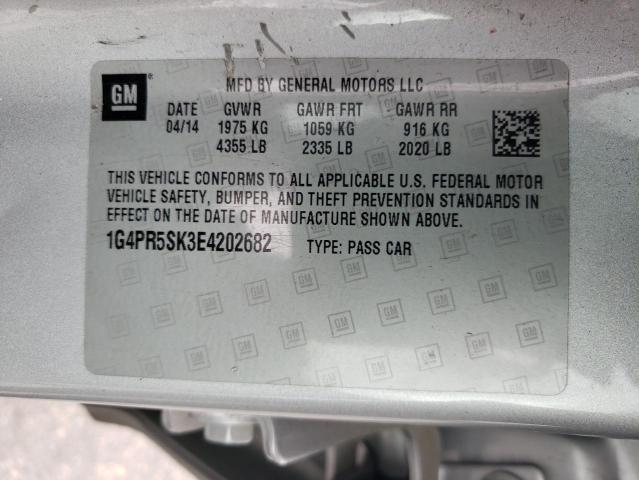 GM
MFD BY GENERAL MOTORS LLC
DATE GVWR GAWR FRT GAWR RR
04/14 1975 KG 1059 KG 916 KG
4355 LB 2335 LB 2020 LB
THIS VEHICLE CONFORMS TO ALL APPLICABLE U.S. FEDERAL MOTOR
VEHICLE SAFETY, BUMPER, AND THEFT PREVENTION STANDARDS IN
EFFECT ON THE DATE OF MANUFACTURE SHOWN ABOVE.
1G4PR5SK3E4202682 TYPE: PASS CAR